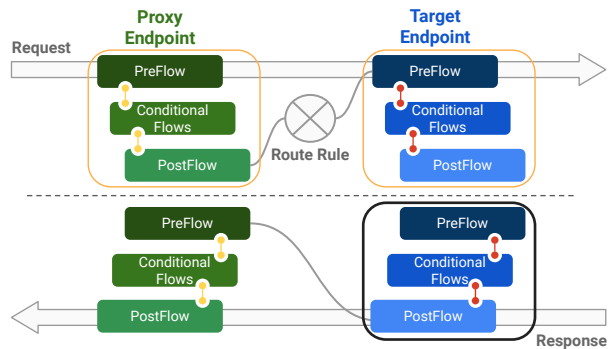 Proxy
Endpoint
Target
Endpoint
Request
PreFlow
PreFlow
Conditional
Flows
Conditional
Flows
Route Rule
PostFlow
PostFlow
PreFlow
PreFlow
Conditional
Flows
Conditional
Flows
PostFlow
PostFlow
Response